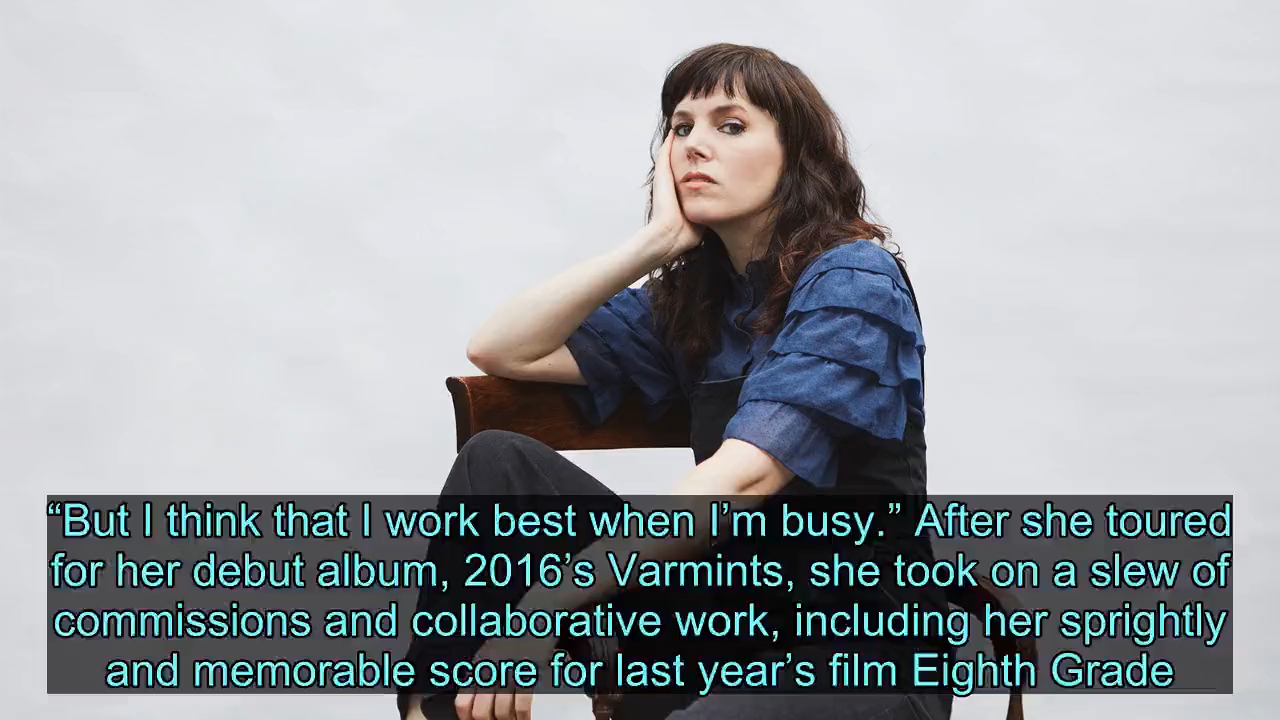 “But I think that I work best when I’m busy.” After she toured
for her debut album, 2016’s Varmints, she took on a slew of
commissions and collaborative work, including her sprightly
and memorable score for last year’s film Eighth Grade